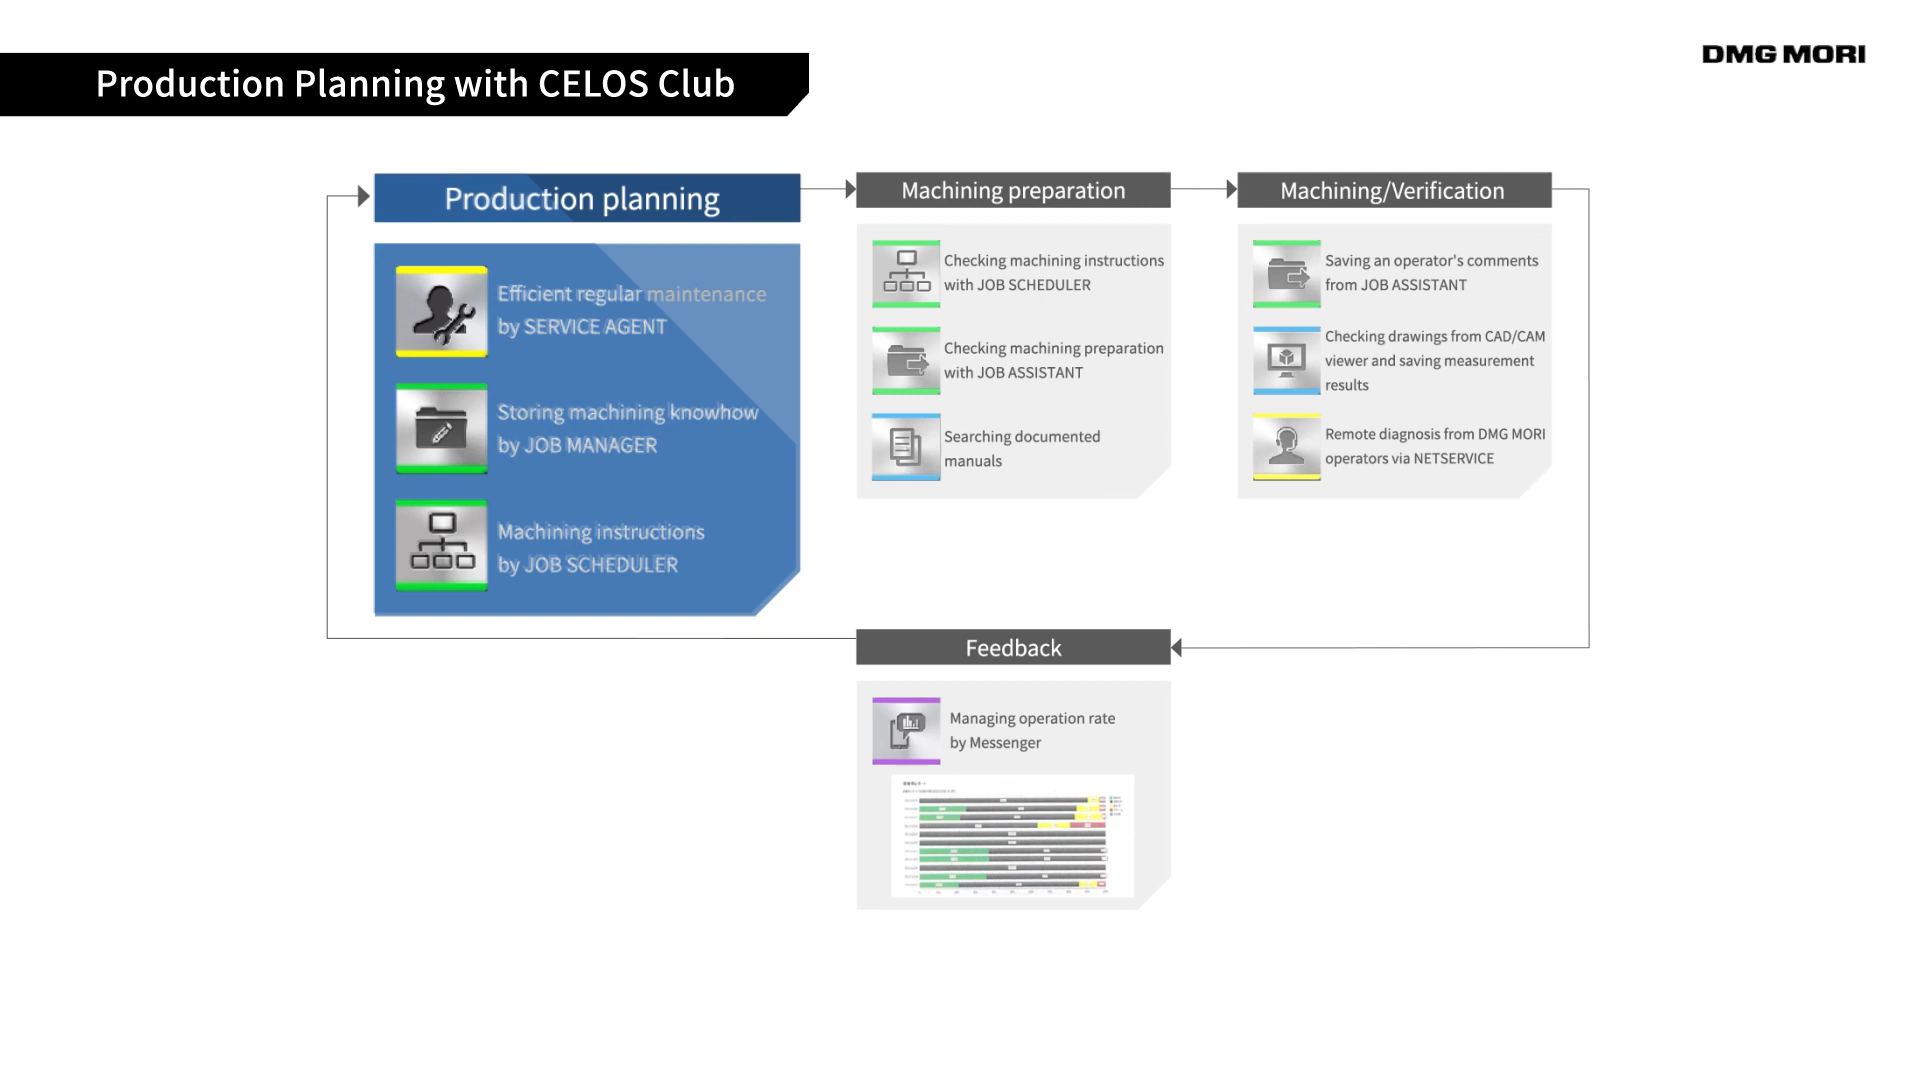 Production Planning with CELOS Club
DMG MORI
Production planning
Efficient regular maintenance
by SERVICE AGENT
Storing machining knowhow
by JOB MANAGER
Machining instructions
by JOB SCHEDULER
Machining preparation
Checking machining instructions
with JOB SCHEDULER
Checking machining preparation
with JOB ASSISTANT
Searching documented
manuals
Machining/Verification
Saving an operator's comments
from JOB ASSISTANT
Checking drawings from CAD/CAM
viewer and saving measurement
results
Remote diagnosis from DMG MORI
operators via NETSERVICE
Feedback
Managing operation rate
by Messenger